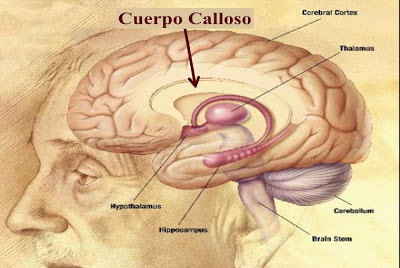 Cuerpo Calloso
Cerebral Cortex
Thalamus
Hypothalamus
Hippocampus
Cerebellum
Brain Stem